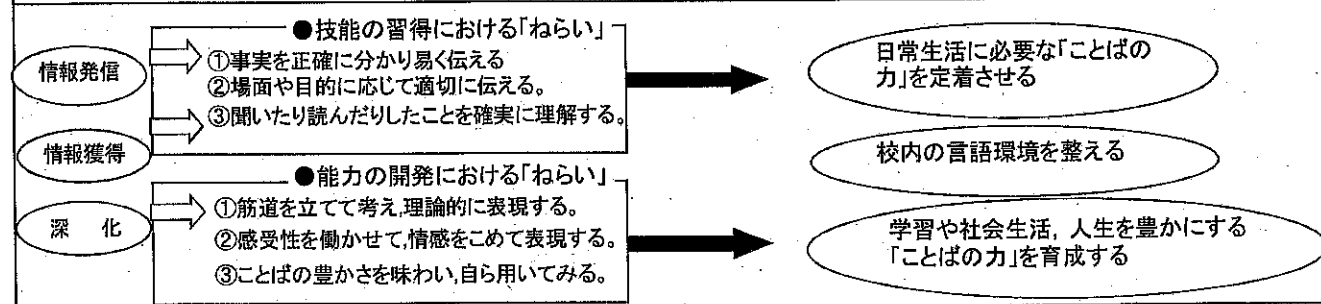 ●技能の習得における「ねらい」
情報発信
①事実を正確に分かり易く伝える
②場面や目的に応じて適切に伝える。
③聞いたり読んだりしたことを確実に理解する。
情報獲得
日常生活に必要な「ことばの
力」を定着させる
校内の言語環境を整える
●能力の開発における「ねらい」
深 化
①筋道を立てて考え,理論的に表現する。
②感受性を働かせて,情感をこめて表現する。
③ことばの豊かさを味わい,自ら用いてみる。
学習や社会生活, 人生を豊かにする
「ことばの力」を育成する